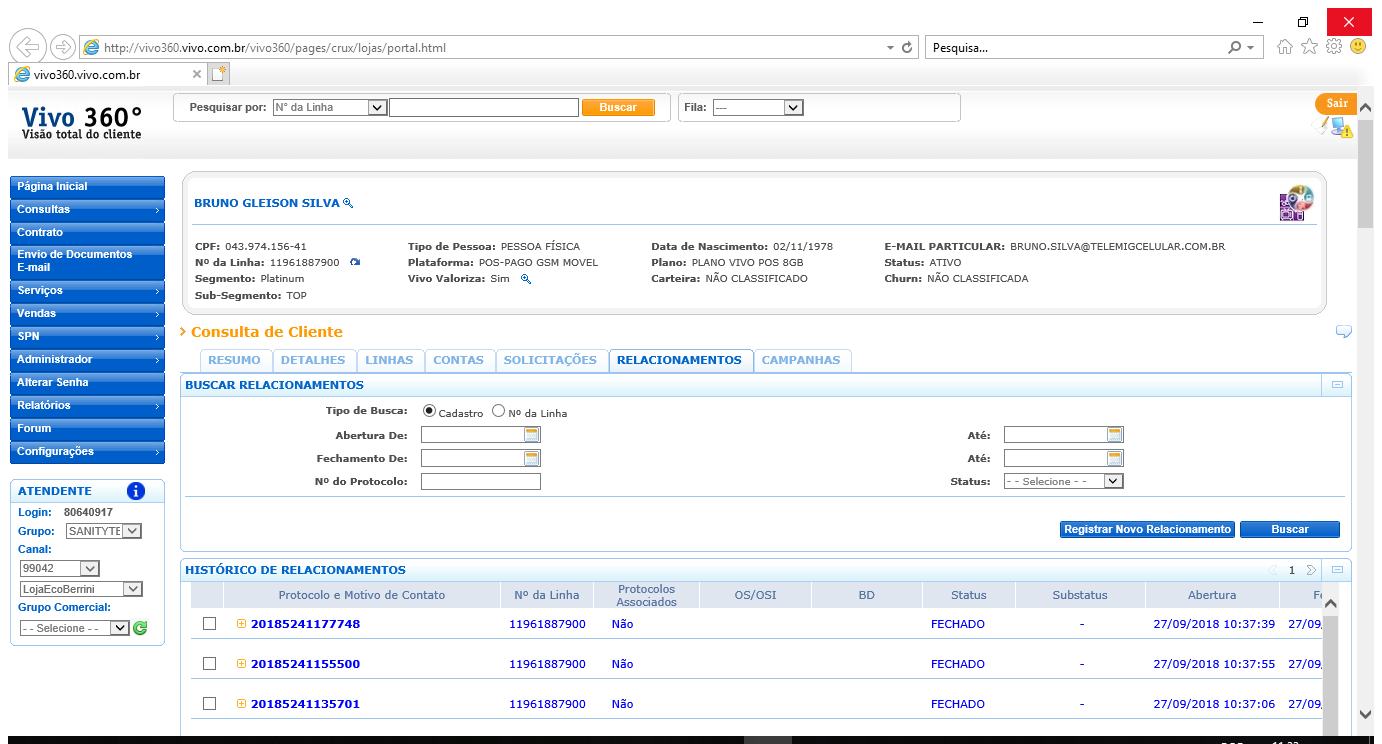 http://vivo360.vivo.com.br/vivo360/pages/crux/lojas/portal.html
Pesquisa...
vivo360.vivo.com.br
Vivo 360°
Visão total do cliente
Pesquisar por: N° da Linha
Buscar
Fila: ---
Sair
Página Inicial
Consultas
Contrato
Envio de Documentos
E-mail
Serviços
Vendas
SPN
Administrador
Alterar Senha
Relatórios
Forum
Configurações
ATENDENTE
Login: 80640917
Grupo: SANITYTE
Canal:
99042
LojaEcoBerrini
Grupo Comercial:
- - Selecione - -
BRUNO GLEISON SILVA
CPF: 043.974.156-41 Tipo de Pessoa: PESSOA FÍSICA Data de Nascimento: 02/11/1978 E-MAIL PARTICULAR: BRUNO.SILVA@TELEMIGCELULAR.COM.BR
Nº da Linha: 11961887900 Plataforma: POS-PAGO GSM MOVEL Plano: PLANO VIVO POS 8GB Status: ATIVO
Segmento: Platinum Vivo Valoriza: Sim Carteira: NÃO CLASSIFICADO Churn: NÃO CLASSIFICADA
Sub-Segmento: TOP
Consulta de Cliente
RESUMO DETALHES LINHAS CONTAS SOLICITAÇÕES RELACIONAMENTOS CAMPANHAS
BUSCAR RELACIONAMENTOS
Tipo de Busca: Cadastro Nº da Linha
Abertura De: Até:
Fechamento De: Até:
Nº do Protocolo: Status: - - Selecione - -
Registrar Novo Relacionamento Buscar
HISTÓRICO DE RELACIONAMENTOS 1
Protocolo e Motivo de Contato Nº da Linha Protocolos Associados OS/OSI BD Status Substatus Abertura
20185241177748 11961887900 Não FECHADO - 27/09/2018 10:37:39 27/09
20185241155500 11961887900 Não FECHADO - 27/09/2018 10:37:55 27/09
20185241135701 11961887900 Não FECHADO - 27/09/2018 10:37:06 27/09